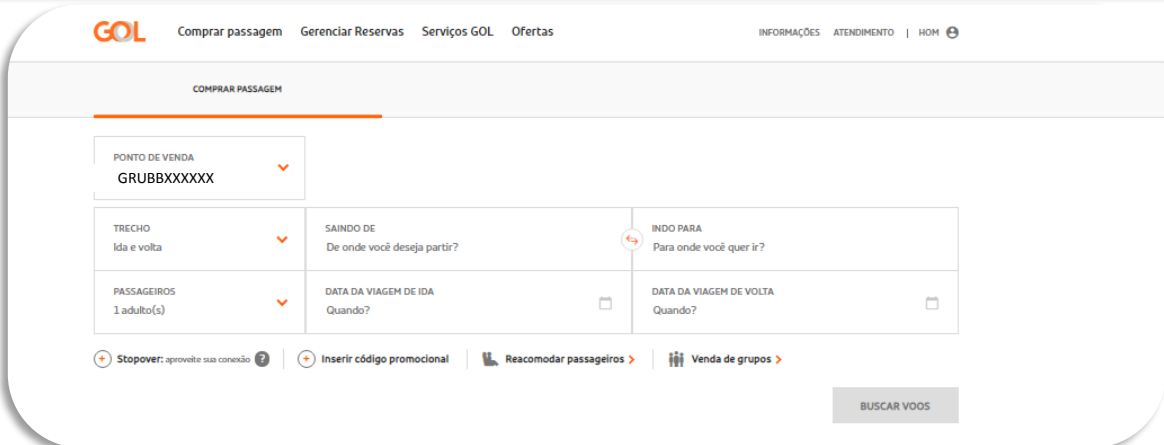 GOL Comprar passagem Gerenciar Reservas Serviços GOL Ofertas INFORMAÇÕES ATENDIMENTO | HOM
COMPRAR PASSAGEM
PONTO DE VENDA
GRUBBXXXXXX
TRECHO SAINDO DE INDO PARA
Ida e volta De onde você deseja partir? Para onde você quer ir?
PASSAGEIROS DATA DA VIAGEM DE IDA DATA DA VIAGEM DE VOLTA
1 adulto(s) Quando? Quando?
+ Stopover: aproveite sua conexão ? + Inserir código promocional Reacomodar passageiros > Venda de grupos >
BUSCAR VOOS